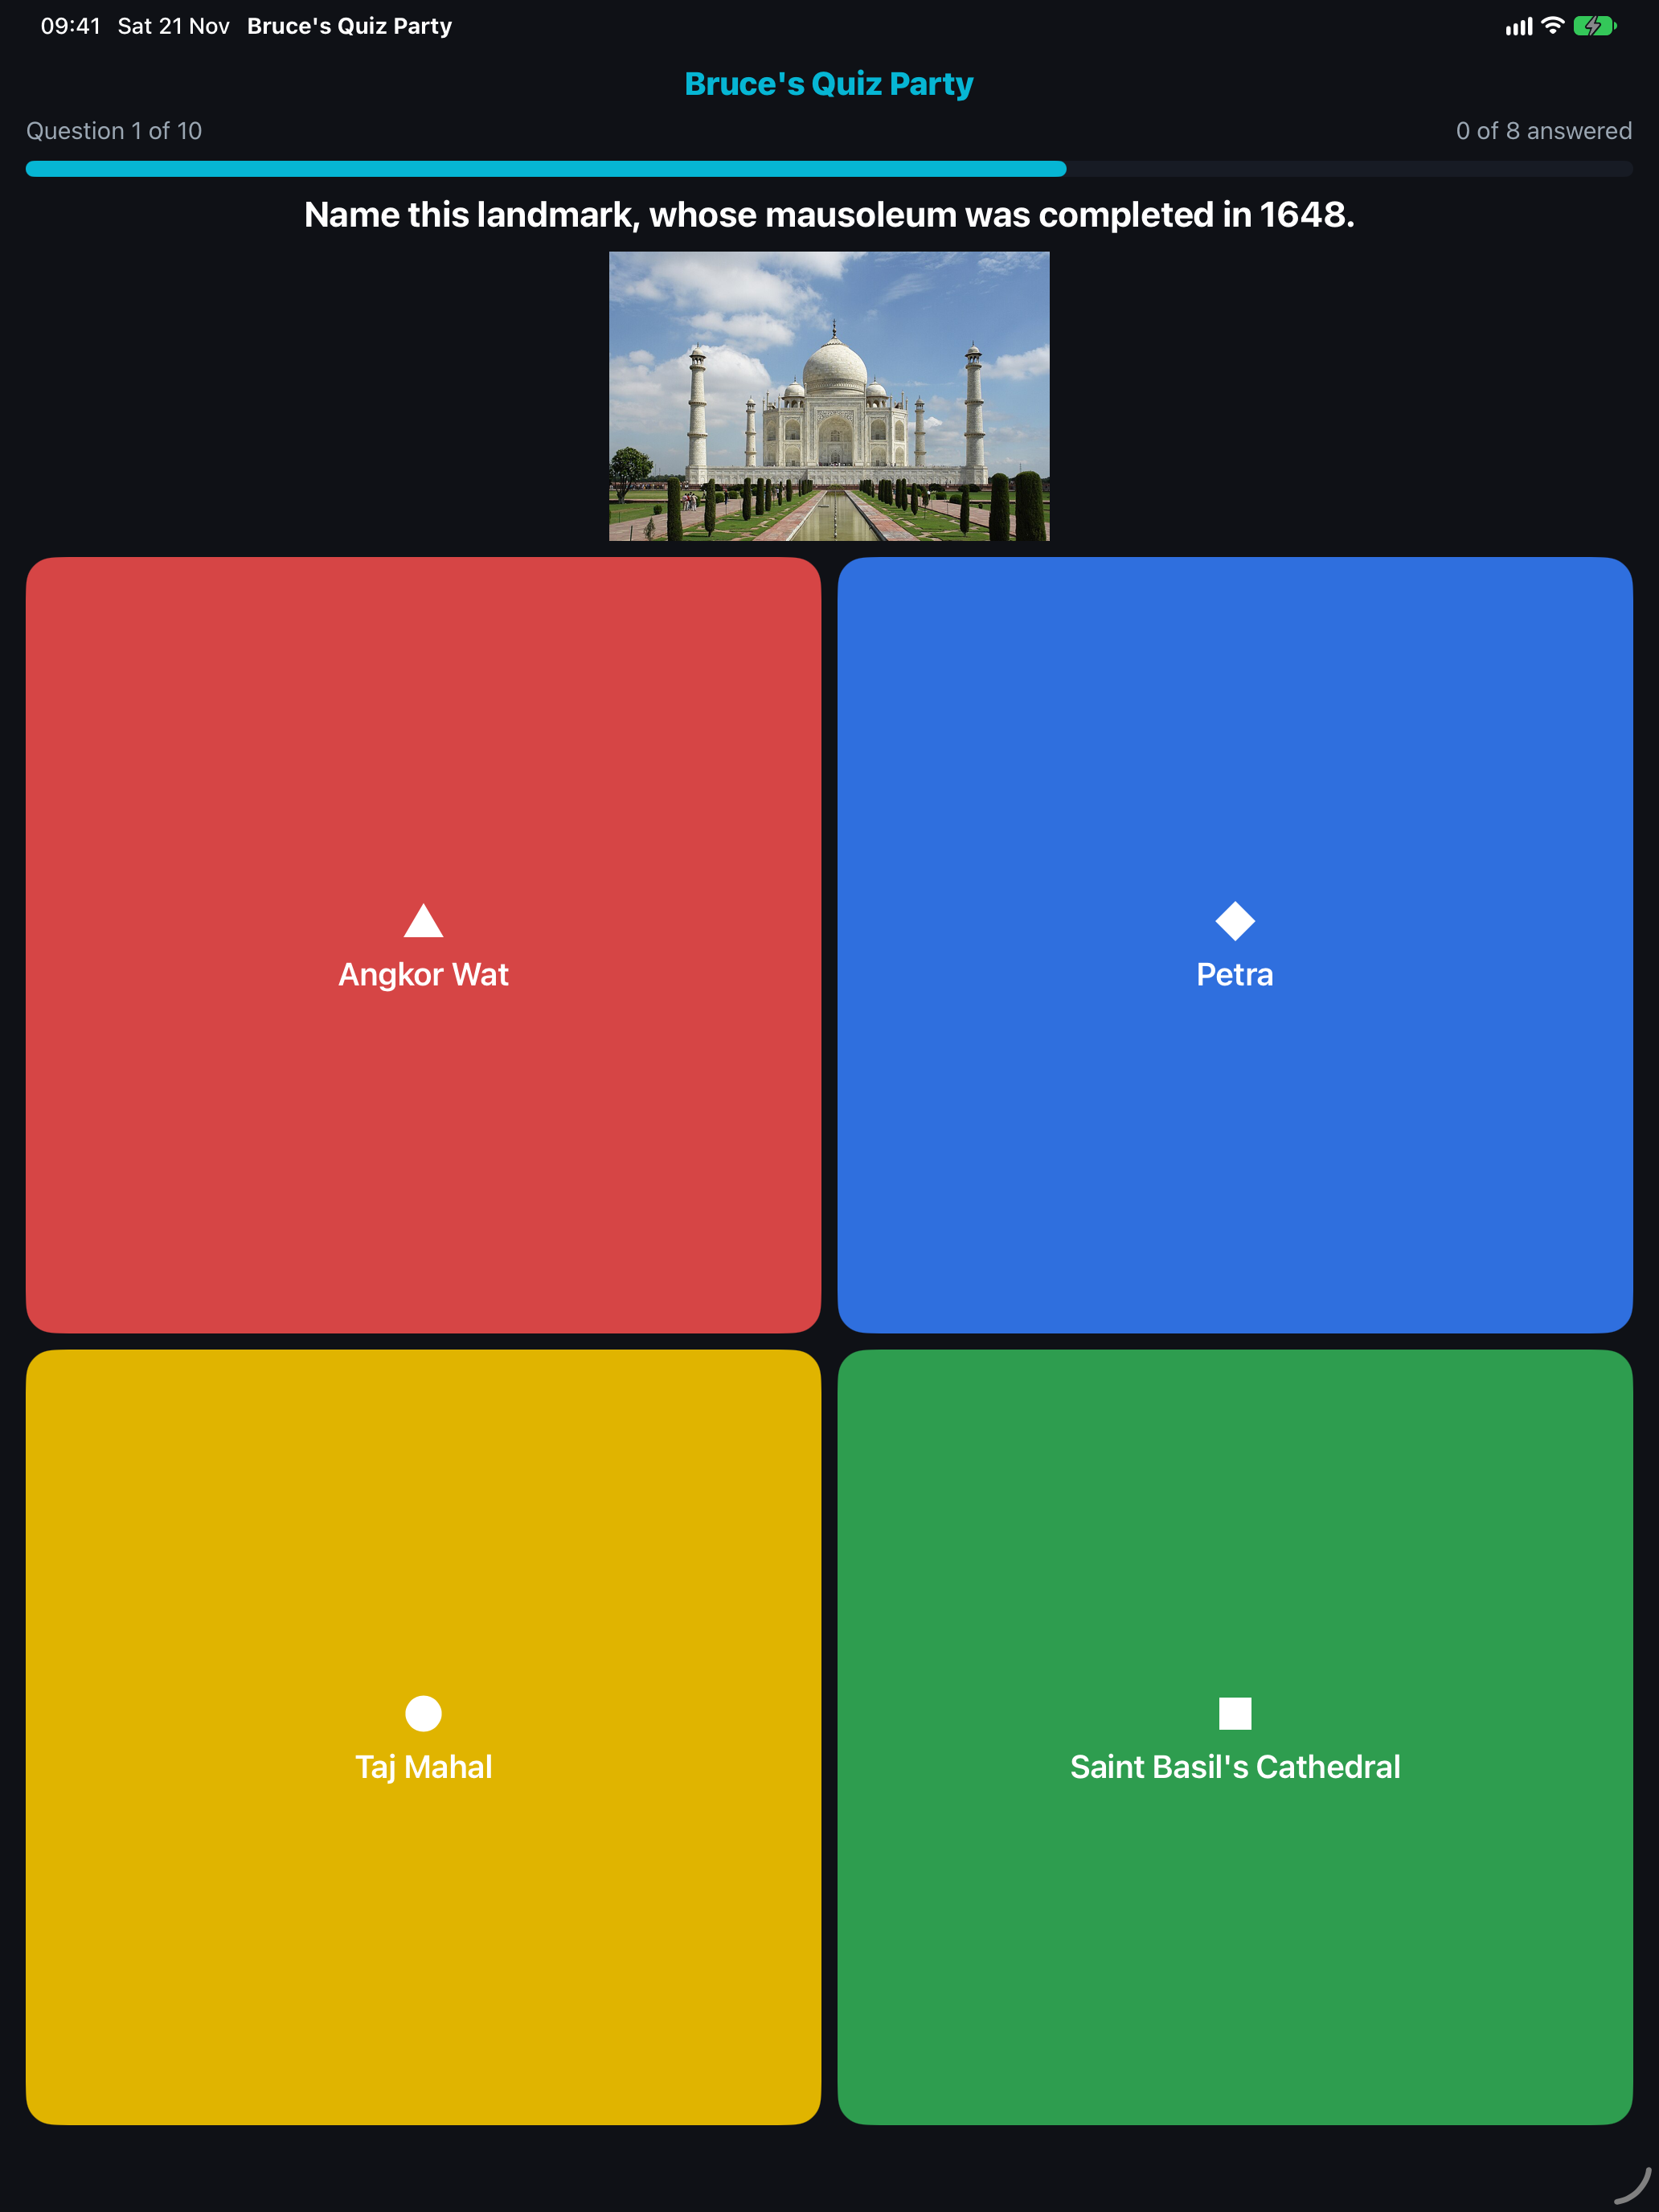 09:41 Sat 21 Nov Bruce's Quiz Party
Bruce's Quiz Party
Question 1 of 10
0 of 8 answered
Name this landmark, whose mausoleum was completed in 1648.
Angkor Wat
Petra
Taj Mahal
Saint Basil's Cathedral